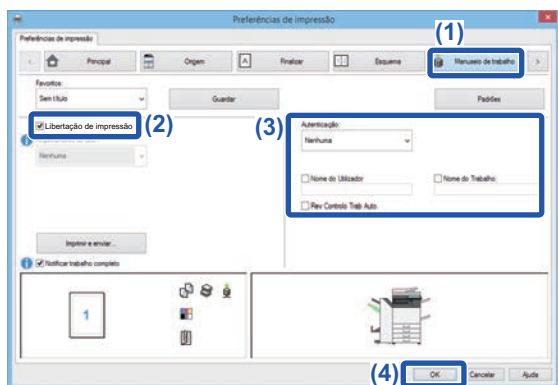 Preferências de impressão
Preferências de impressão
(1)
Principal
Origem
Finalizar
Esquema
Manuseio de trabalho
Favoritos:
Sem título
Guardar
Padrões
Libertação de impressão
(2)
(3)
Autenticação:
Nenhuma
Nenhuma
Nome do Utilizador
Nome do Trabalho
Rev Controlo Trab Auto.
Imprimir e enviar...
Notificar trabalho completo
1
(4)
OK
Cancelar
Ajuda